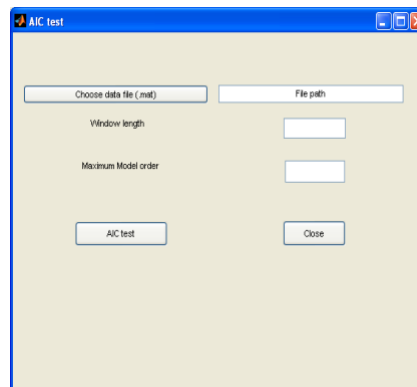 AIC test
Choose data file (.mat) File path
Window length
Maximum Model order
AIC test Close